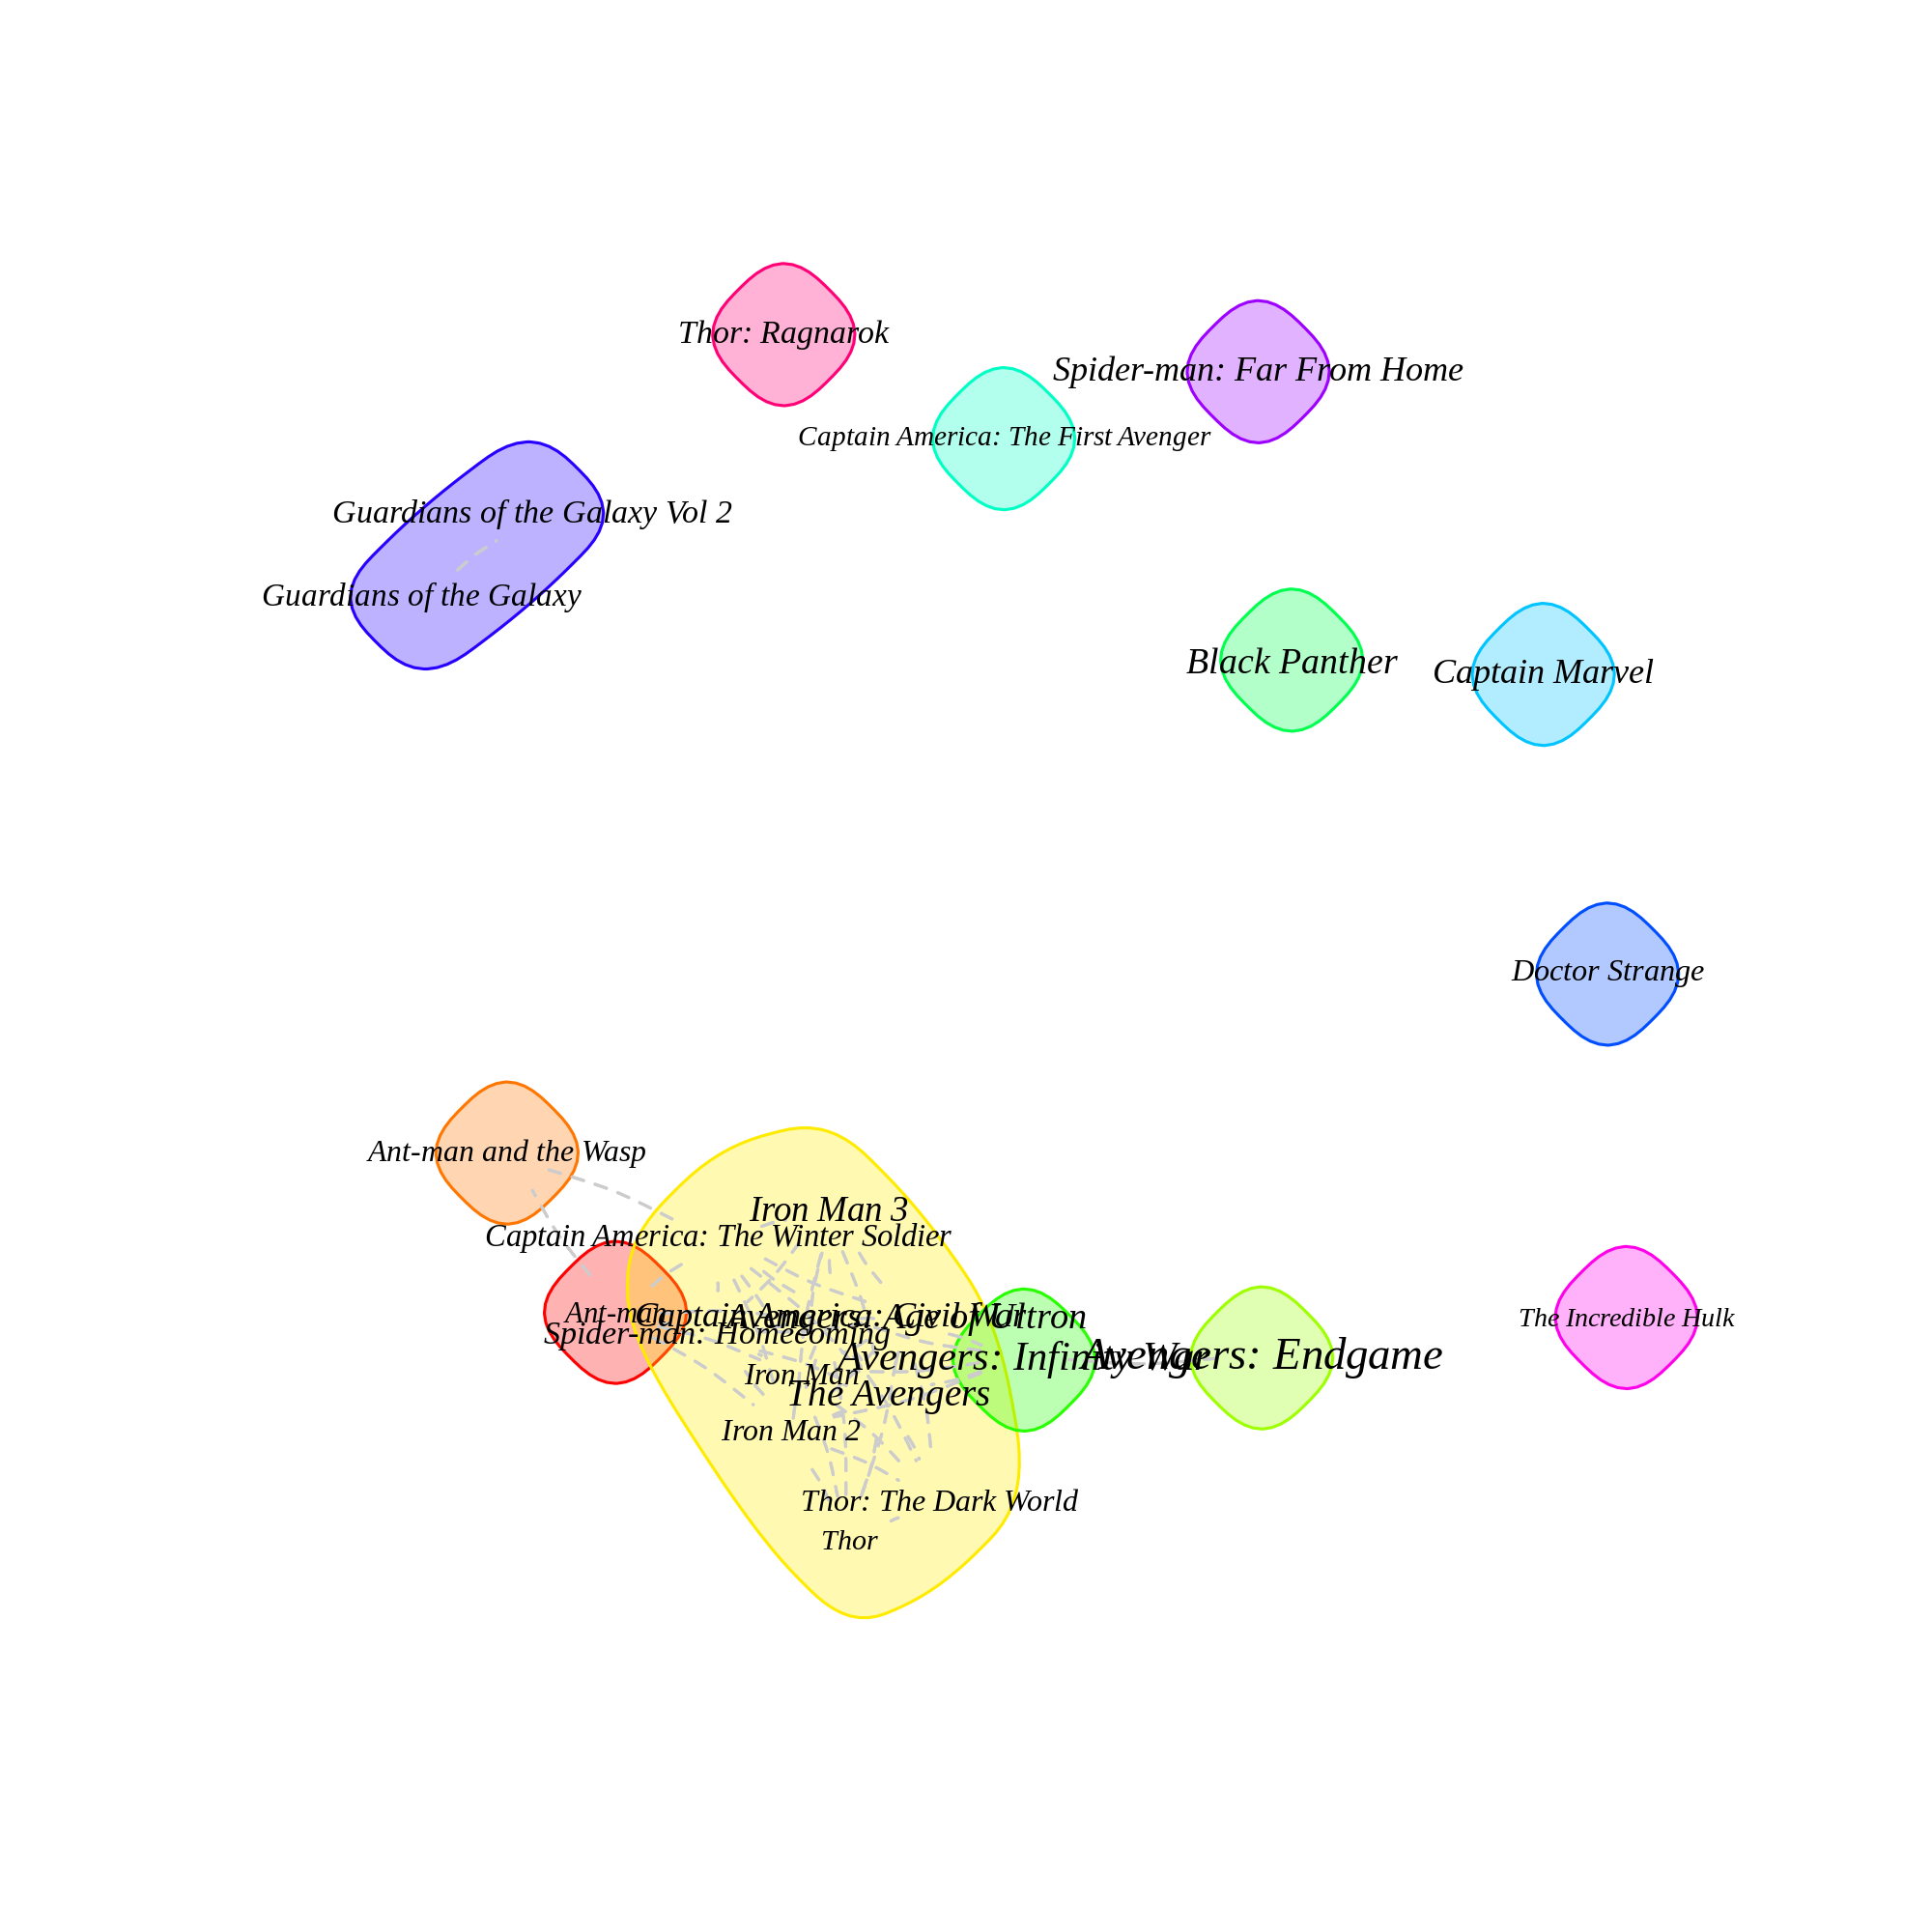 Thor: Ragnarok
Spider-man: Far From Home
Captain America: The First Avenger
Guardians of the Galaxy Vol 2
Guardians of the Galaxy
Black Panther
Captain Marvel
Doctor Strange
Ant-man and the Wasp
Iron Man 3
Captain America: The Winter Soldier
Ant-man
Captain America: Civil War
Avengers: Age of Ultron
The Incredible Hulk
Spider-man: Homecoming
Avengers: Infinity War
Avengers: Endgame
Iron Man
The Avengers
Iron Man 2
Thor: The Dark World
Thor